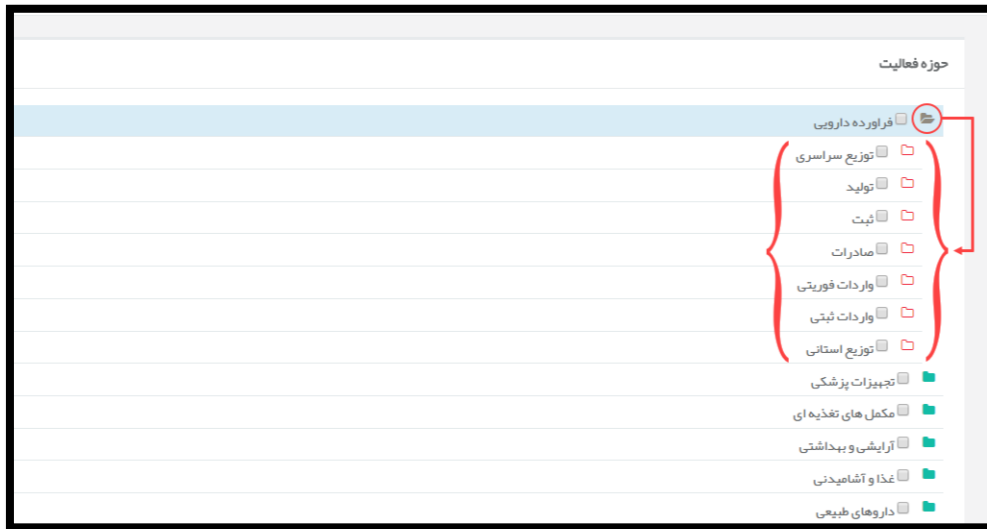 حوزه فعالیت
فراورده دارویی
توزیع سراسری
تولید
ثبت
صادرات
واردات فوریتی
واردات ثبتی
توزیع استانی
تجهیزات پزشکی
مکمل های تغذیه ای
آرایشی و بهداشتی
غذا و آشامیدنی
داروهای طبیعی